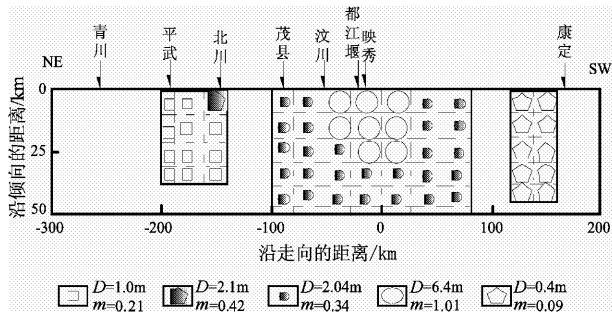 青川 平武 北川 茂县 汶川 都江堰 映秀 康定
NE SW
沿倾向的距离/km
0
25
50
-300 -200 -100 0 100 200
沿走向的距离/km
D=1.0m D=2.1m D=2.04m D=6.4m D=0.4m
m=0.21 m=0.42 m=0.34 m=1.01 m=0.09